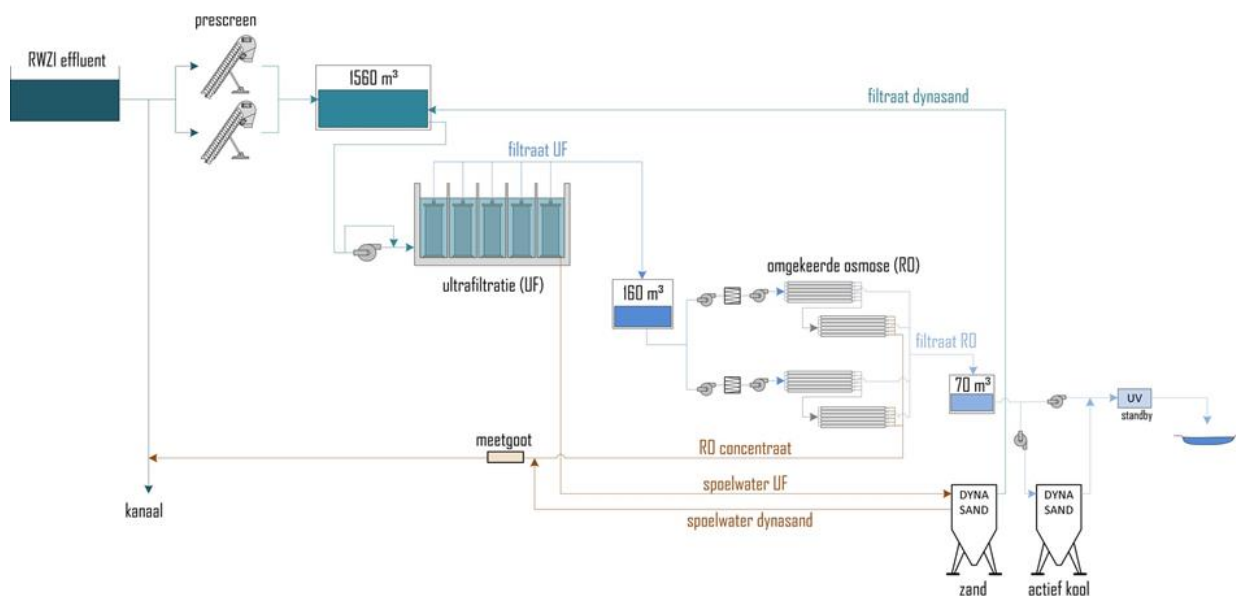 prescreen
RWZI effluent
1560 m³
filtraat dynasand
filtraat UF
ultrafiltratie (UF)
omgekeerde osmose (RO)
160 m³
filtraat RO
70 m³
UV
standby
meetgoot
RO concentraat
spoelwater UF
kanaal
spoelwater dynasand
DYNA
SAND
zand
DYNA
SAND
actief kool